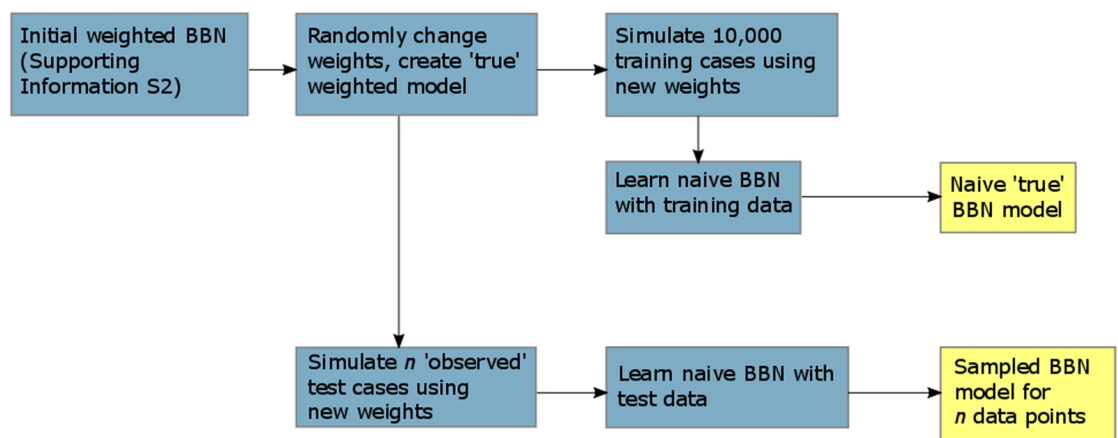 Initial weighted BBN
(Supporting
Information S2)
Randomly change
weights, create 'true'
weighted model
Simulate 10,000
training cases using
new weights
Learn naive BBN
with training data
Naive 'true'
BBN model
Simulate n 'observed'
test cases using
new weights
Learn naive BBN with
test data
Sampled BBN
model for
n data points